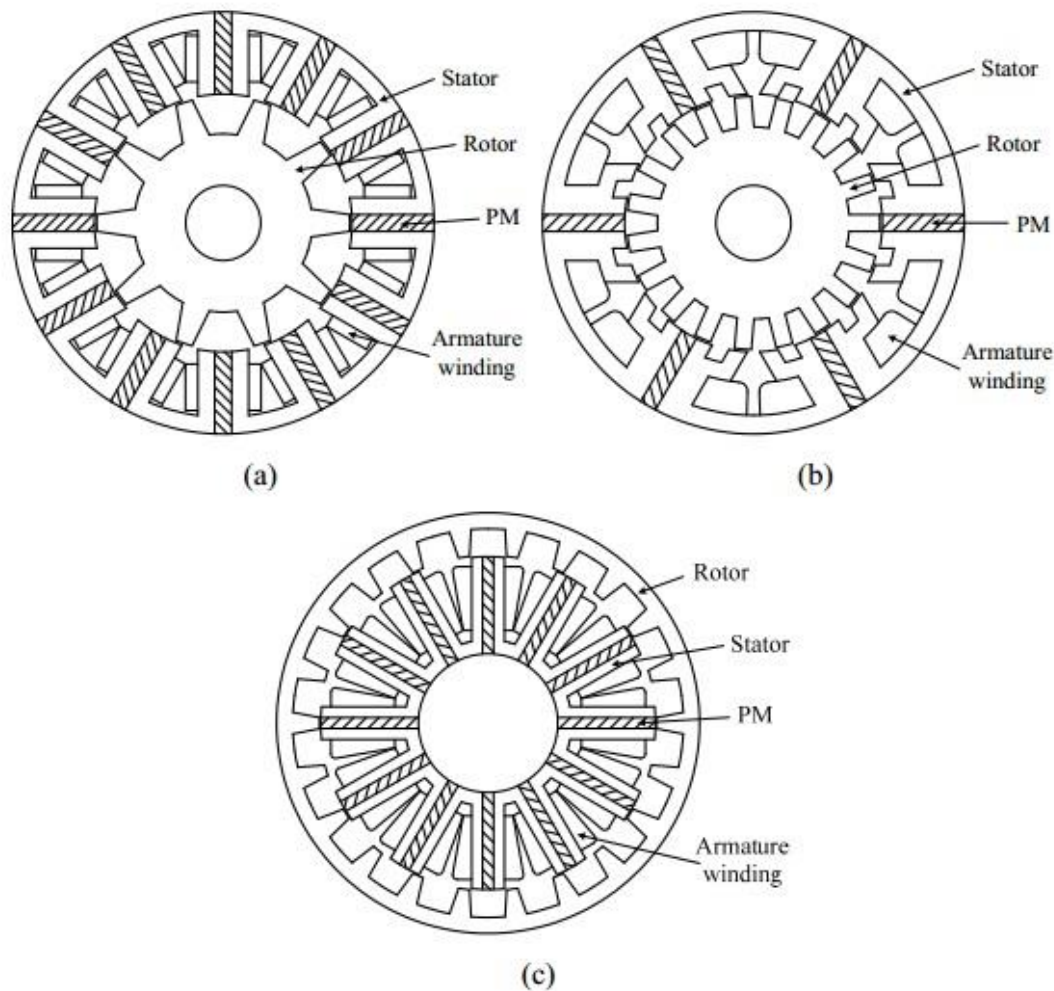 Stator
Rotor
PM
Armature
winding
(a)
Stator
Rotor
PM
Armature
winding
(b)
Rotor
Stator
PM
Armature
winding
(c)